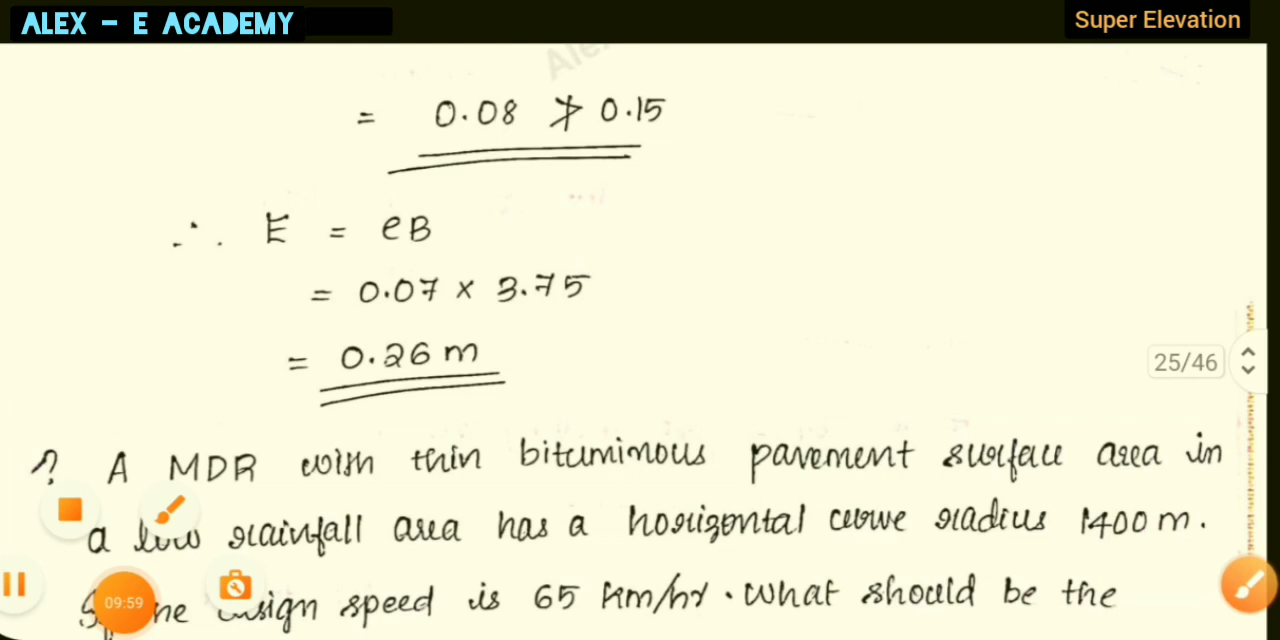 ALEX - E ACADEMY
Super Elevation
Ale
= 0.08 ≯ 0.15
∴ E = eB
= 0.07 × 3.75
= 0.26 m
25/46
? A MDR with thin bituminous pavement surface area in
a low rainfall area has a horizontal curve radius 1400 m.
design speed is 65 km/hr. What should be the
09:59